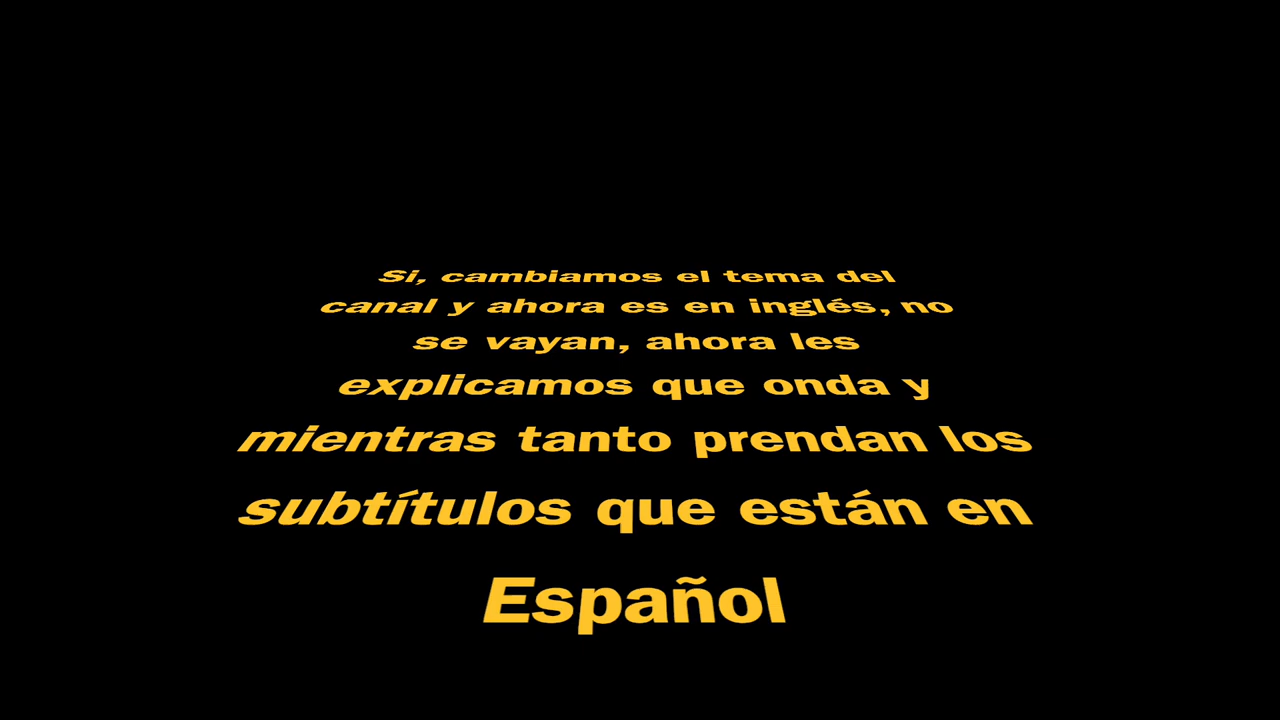 Si, cambiamos el tema del
canal y ahora es en inglés, no
se vayan, ahora les
explicamos que onda y
mientras tanto prendan los
subtítulos que están en
Español